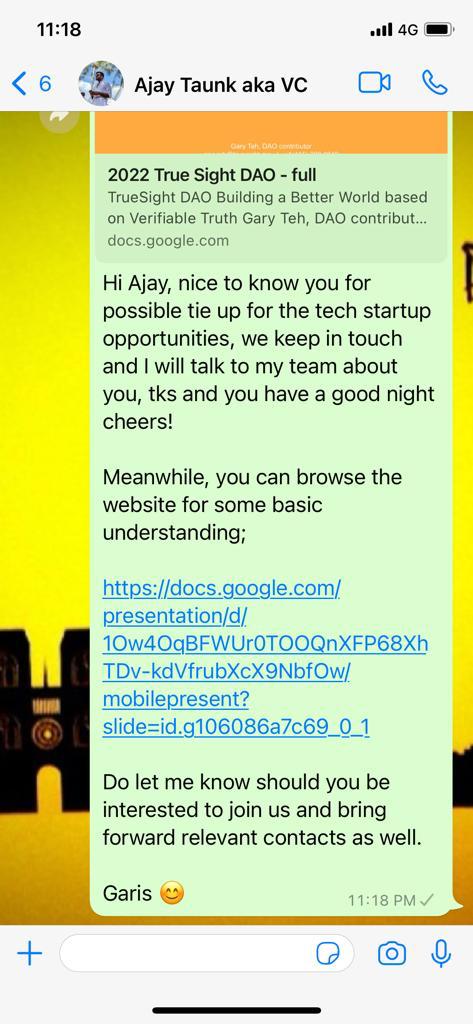 11:18
4G
6
Ajay Taunk aka VC
Gary Teh, DAO contributor
2022 True Sight DAO - full
TrueSight DAO Building a Better World based
on Verifiable Truth Gary Teh, DAO contribut...
docs.google.com
Hi Ajay, nice to know you for
possible tie up for the tech startup
opportunities, we keep in touch
and I will talk to my team about
you, tks and you have a good night
cheers!
Meanwhile, you can browse the
website for some basic
understanding;
https://docs.google.com/
presentation/d/
1Ow4OqBFWUr0TOOQnXFP68Xh
TDv-kdVfrubXcX9NbfOw/
mobilepresent?
slide=id.g106086a7c69_0_1
Do let me know should you be
interested to join us and bring
forward relevant contacts as well.
Garis 😊
11:18 PM